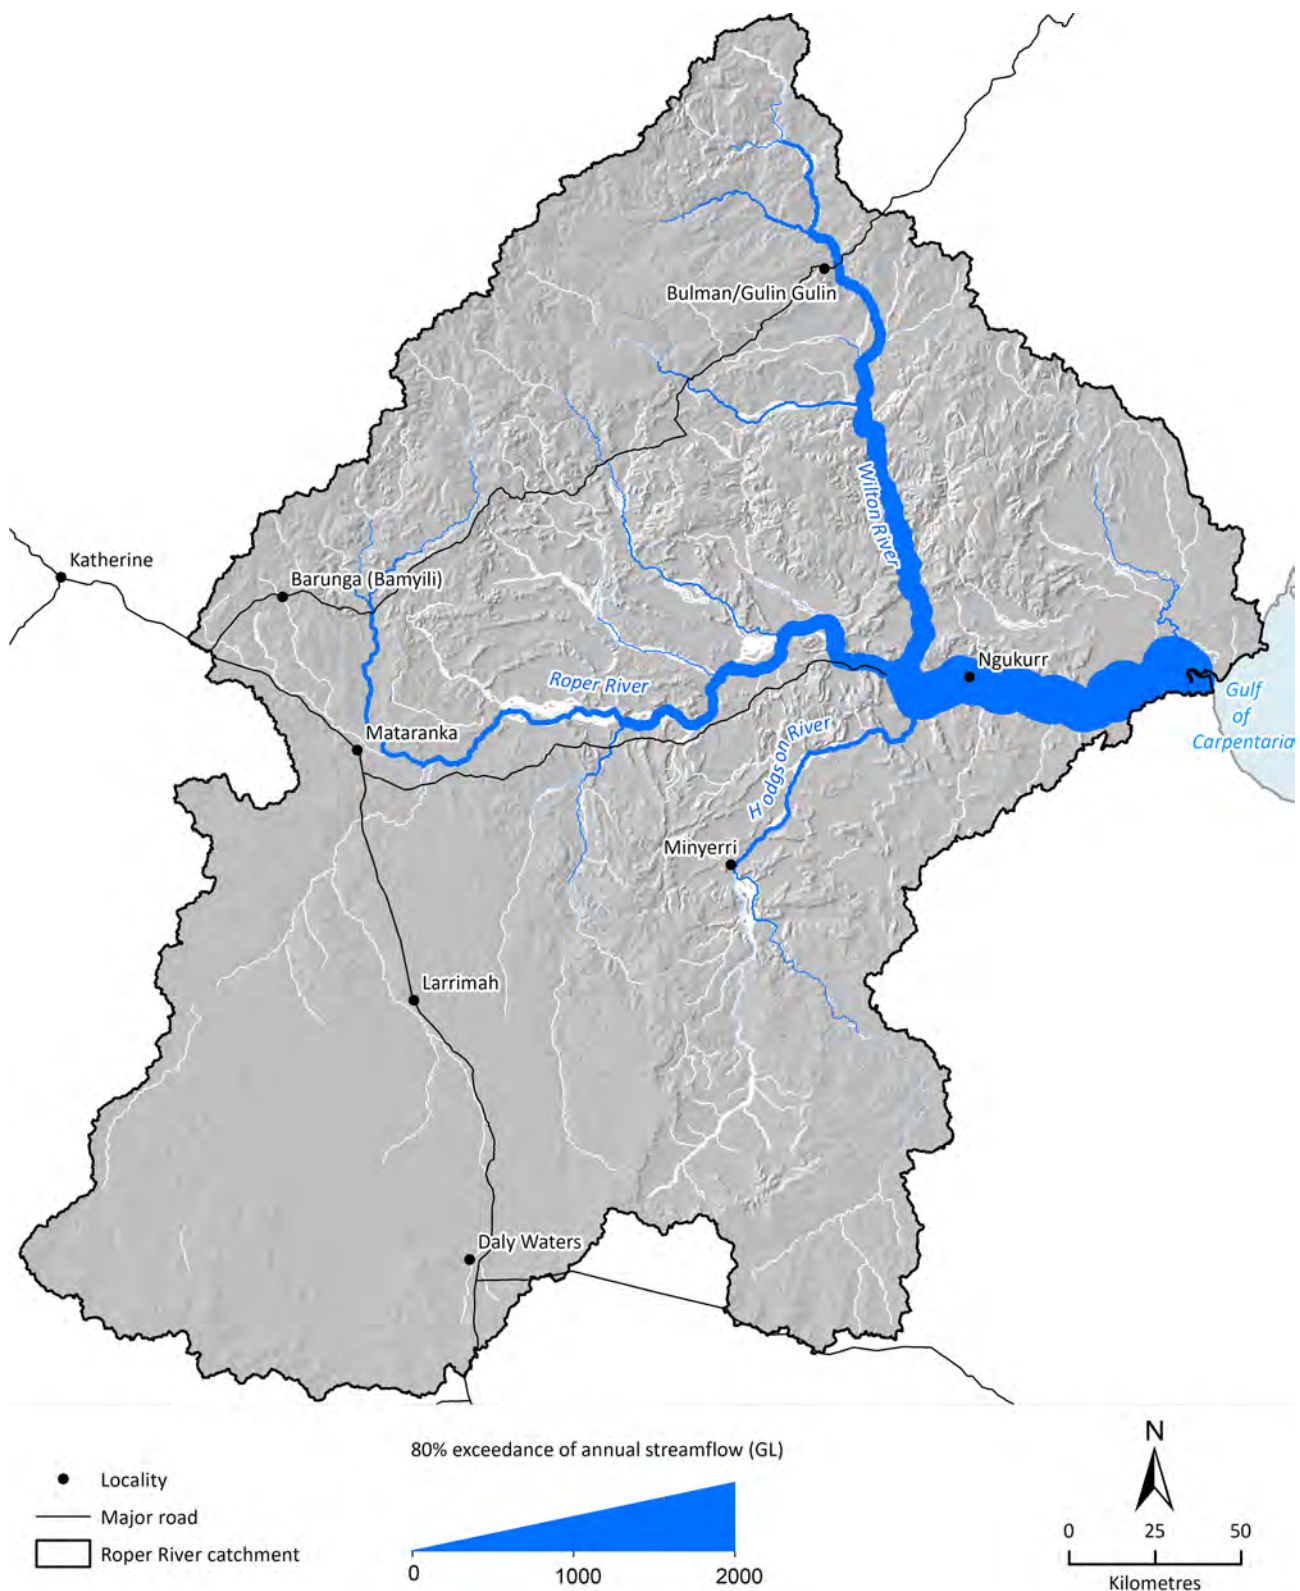 Bulman/Gulin Gulin
Wilton River
Katherine
Barunga (Bamyili)
Ngukurr
Roper River
Gulf
of
Carpentaria
Mataranka
Hodgson River
Minyerri
Larrimah
Daly Waters
80% exceedance of annual streamflow (GL)
Locality
Major road
Roper River catchment
0 1000 2000
N
0 25 50
Kilometres